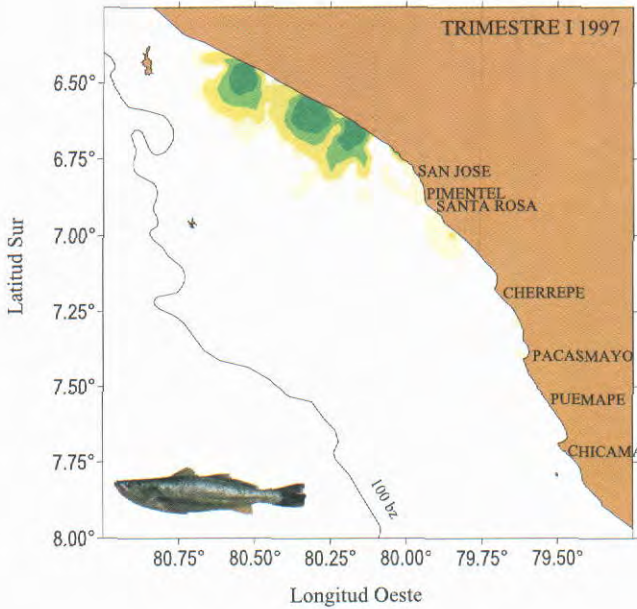 TRIMESTRE I 1997
6.50°
6.75°
7.00°
7.25°
7.50°
7.75°
8.00°
Latitud Sur
SAN JOSE
PIMENTEL
SANTA ROSA
CHERREPE
PACASMAYO
PUEMAPE
CHICAMA
100 bz
80.75° 80.50° 80.25° 80.00° 79.75° 79.50°
Longitud Oeste